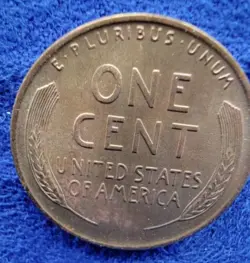 E·PLURIBUS·UNUM
ONE
CENT
UNITED STATES
OF AMERICA